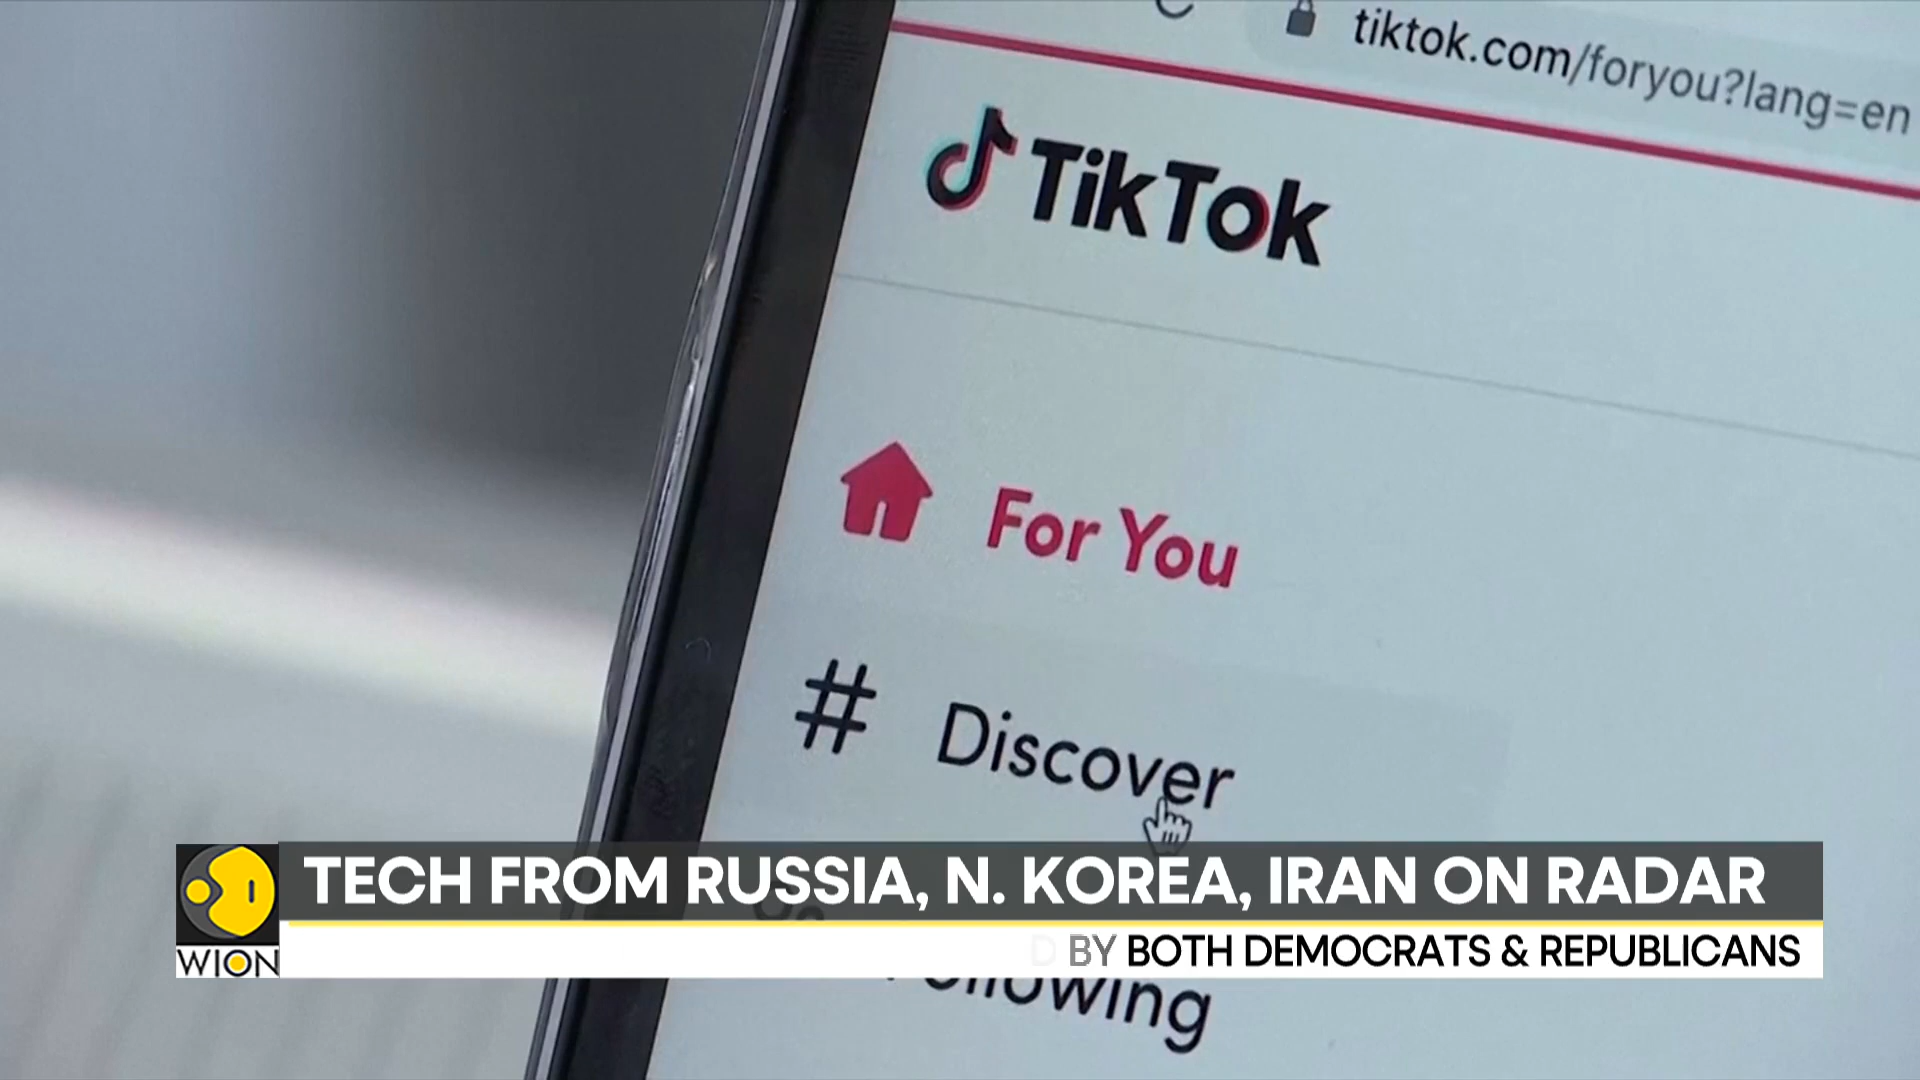 tiktok.com/foryou?lang=en
TikTok
For You
# Discover
TECH FROM RUSSIA, N. KOREA, IRAN ON RADAR
D BY BOTH DEMOCRATS & REPUBLICANS
WION
Following